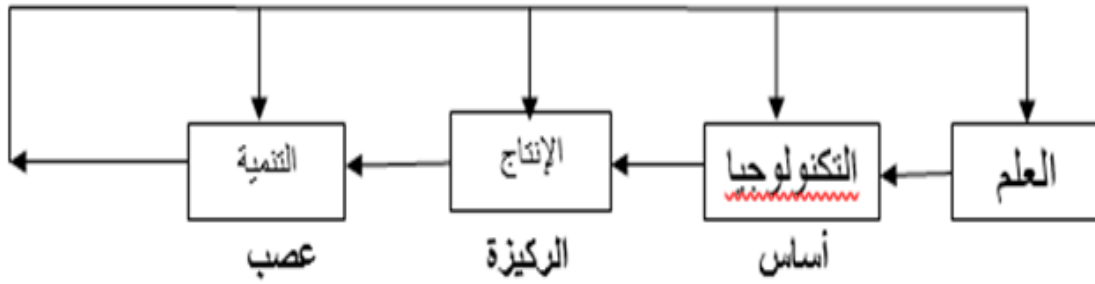 العلم
التكنولوجيا
الإنتاج
التنمية
أساس
الركيزة
عصب